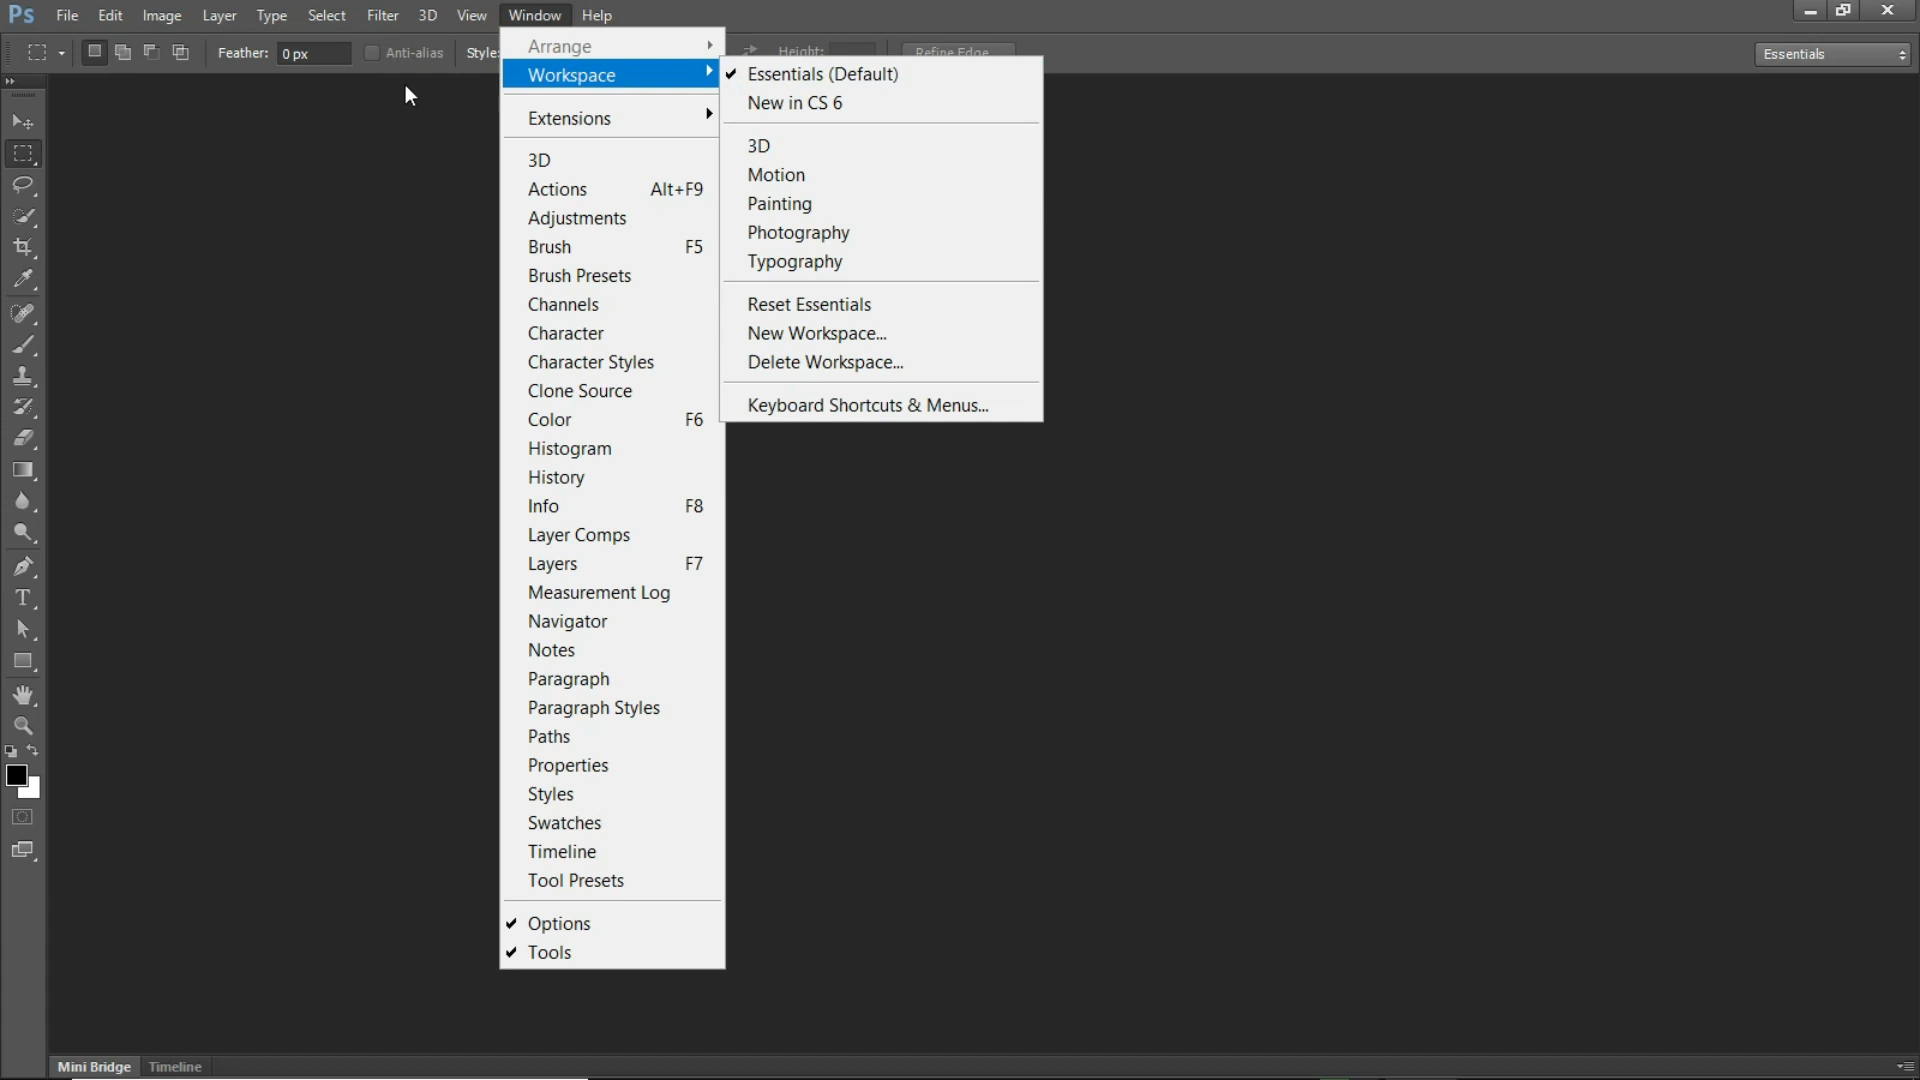 Ps File Edit Image Layer Type Select Filter 3D View Window Help
Feather: 0 px Anti-alias Style: Height: Refine Edge... Essentials
Arrange
Workspace
Extensions
3D
Actions Alt+F9
Adjustments
Brush F5
Brush Presets
Channels
Character
Character Styles
Clone Source
Color F6
Histogram
History
Info F8
Layer Comps
Layers F7
Measurement Log
Navigator
Notes
Paragraph
Paragraph Styles
Paths
Properties
Styles
Swatches
Timeline
Tool Presets
Options
Tools
Essentials (Default)
New in CS 6
3D
Motion
Painting
Photography
Typography
Reset Essentials
New Workspace...
Delete Workspace...
Keyboard Shortcuts & Menus...
Mini Bridge Timeline